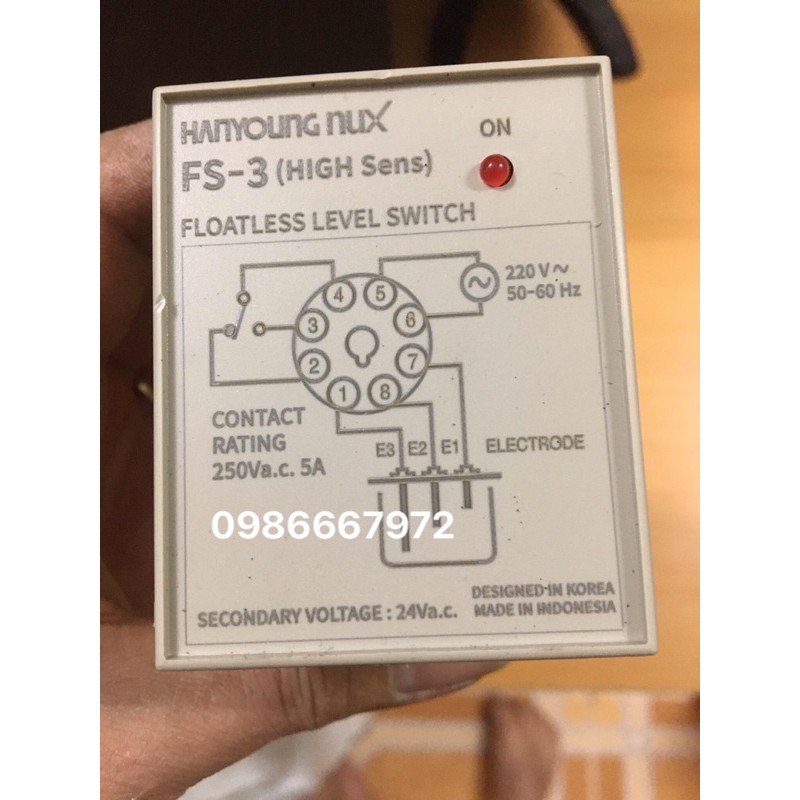 HANYOUNG nux
ON
FS-3 (HIGH Sens)
FLOATLESS LEVEL SWITCH
4 5
220 V~
50-60 Hz
3 6
2 7
1 8
CONTACT
RATING
250Va.c. 5A
E3 E2 E1 ELECTRODE
0986667972
DESIGNED IN KOREA
MADE IN INDONESIA
SECONDARY VOLTAGE : 24Va.c.